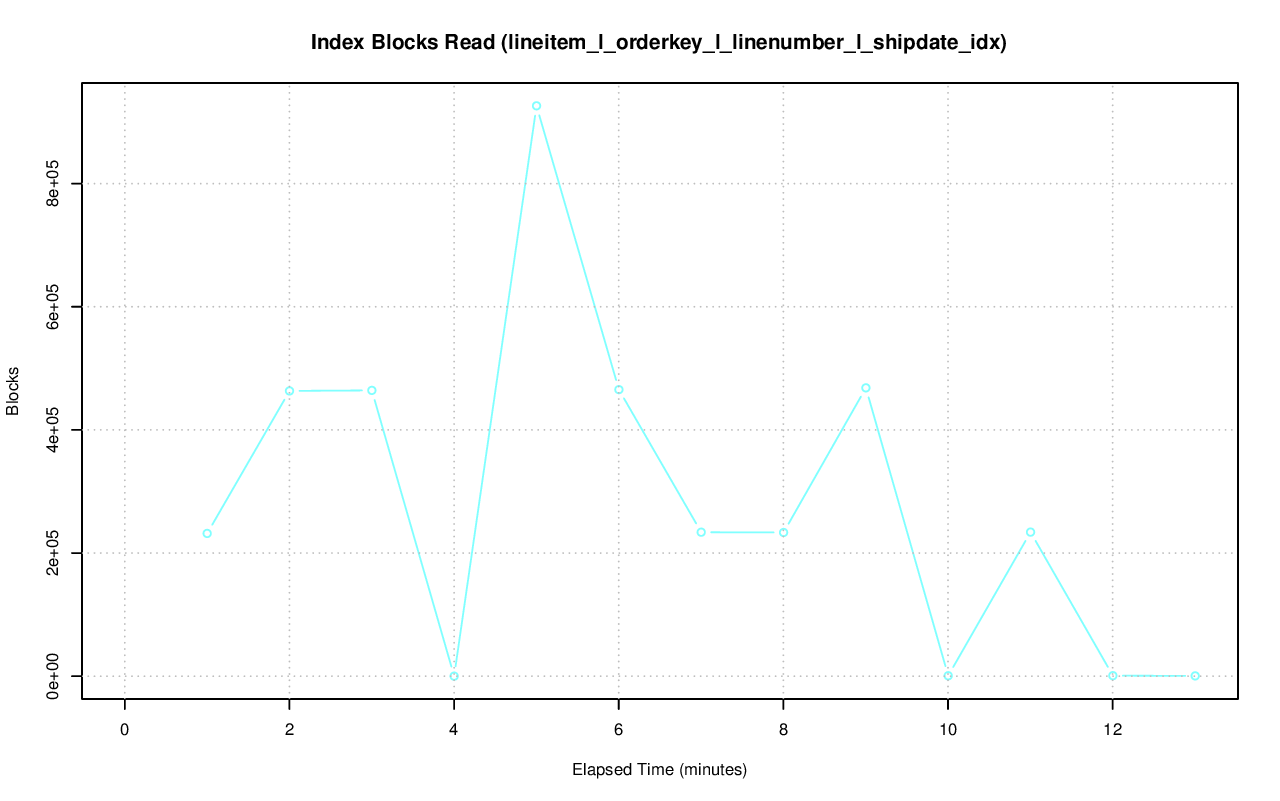 Index Blocks Read (lineitem_l_orderkey_l_linenumber_l_shipdate_idx)
Blocks
8e+05
6e+05
4e+05
2e+05
0e+00
0 2 4 6 8 10 12
Elapsed Time (minutes)